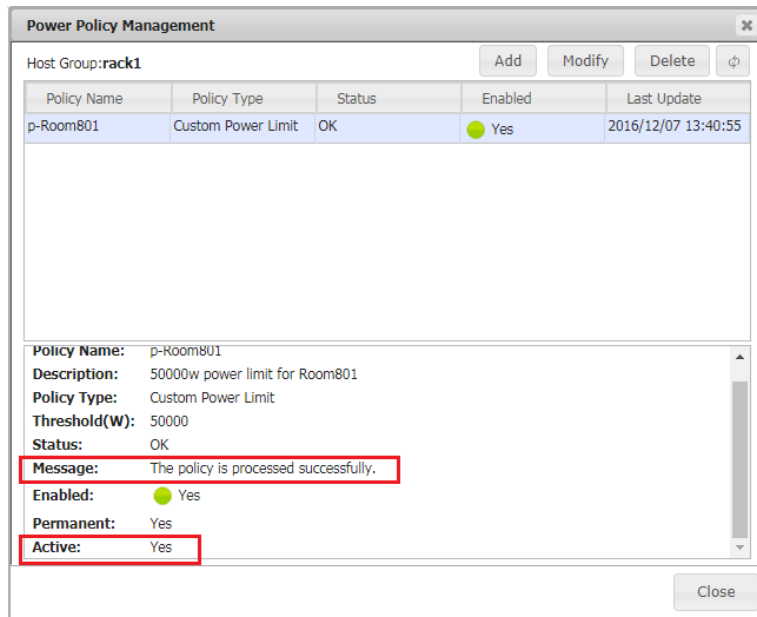 Power Policy Management
Host Group:rack1 Add Modify Delete
Policy Name Policy Type Status Enabled Last Update
p-Room801 Custom Power Limit OK Yes 2016/12/07 13:40:55
Policy Name: p-Room801
Description: 50000w power limit for Room801
Policy Type: Custom Power Limit
Threshold(W): 50000
Status: OK
Message: The policy is processed successfully.
Enabled: Yes
Permanent: Yes
Active: Yes
Close